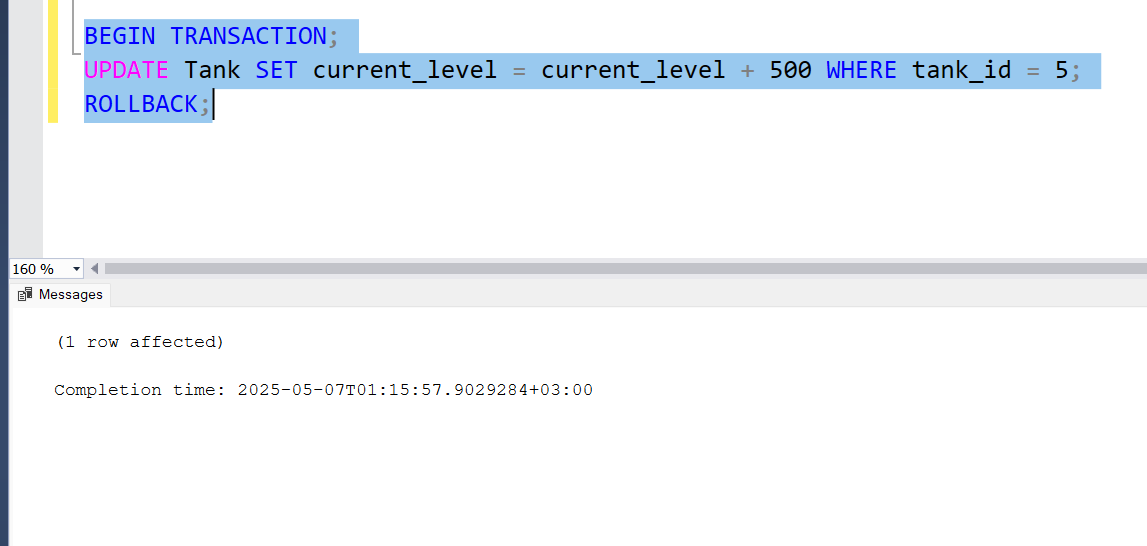 BEGIN TRANSACTION;
UPDATE Tank SET current_level = current_level + 500 WHERE tank_id = 5;
ROLLBACK;
160 %
Messages
(1 row affected)
Completion time: 2025-05-07T01:15:57.9029284+03:00